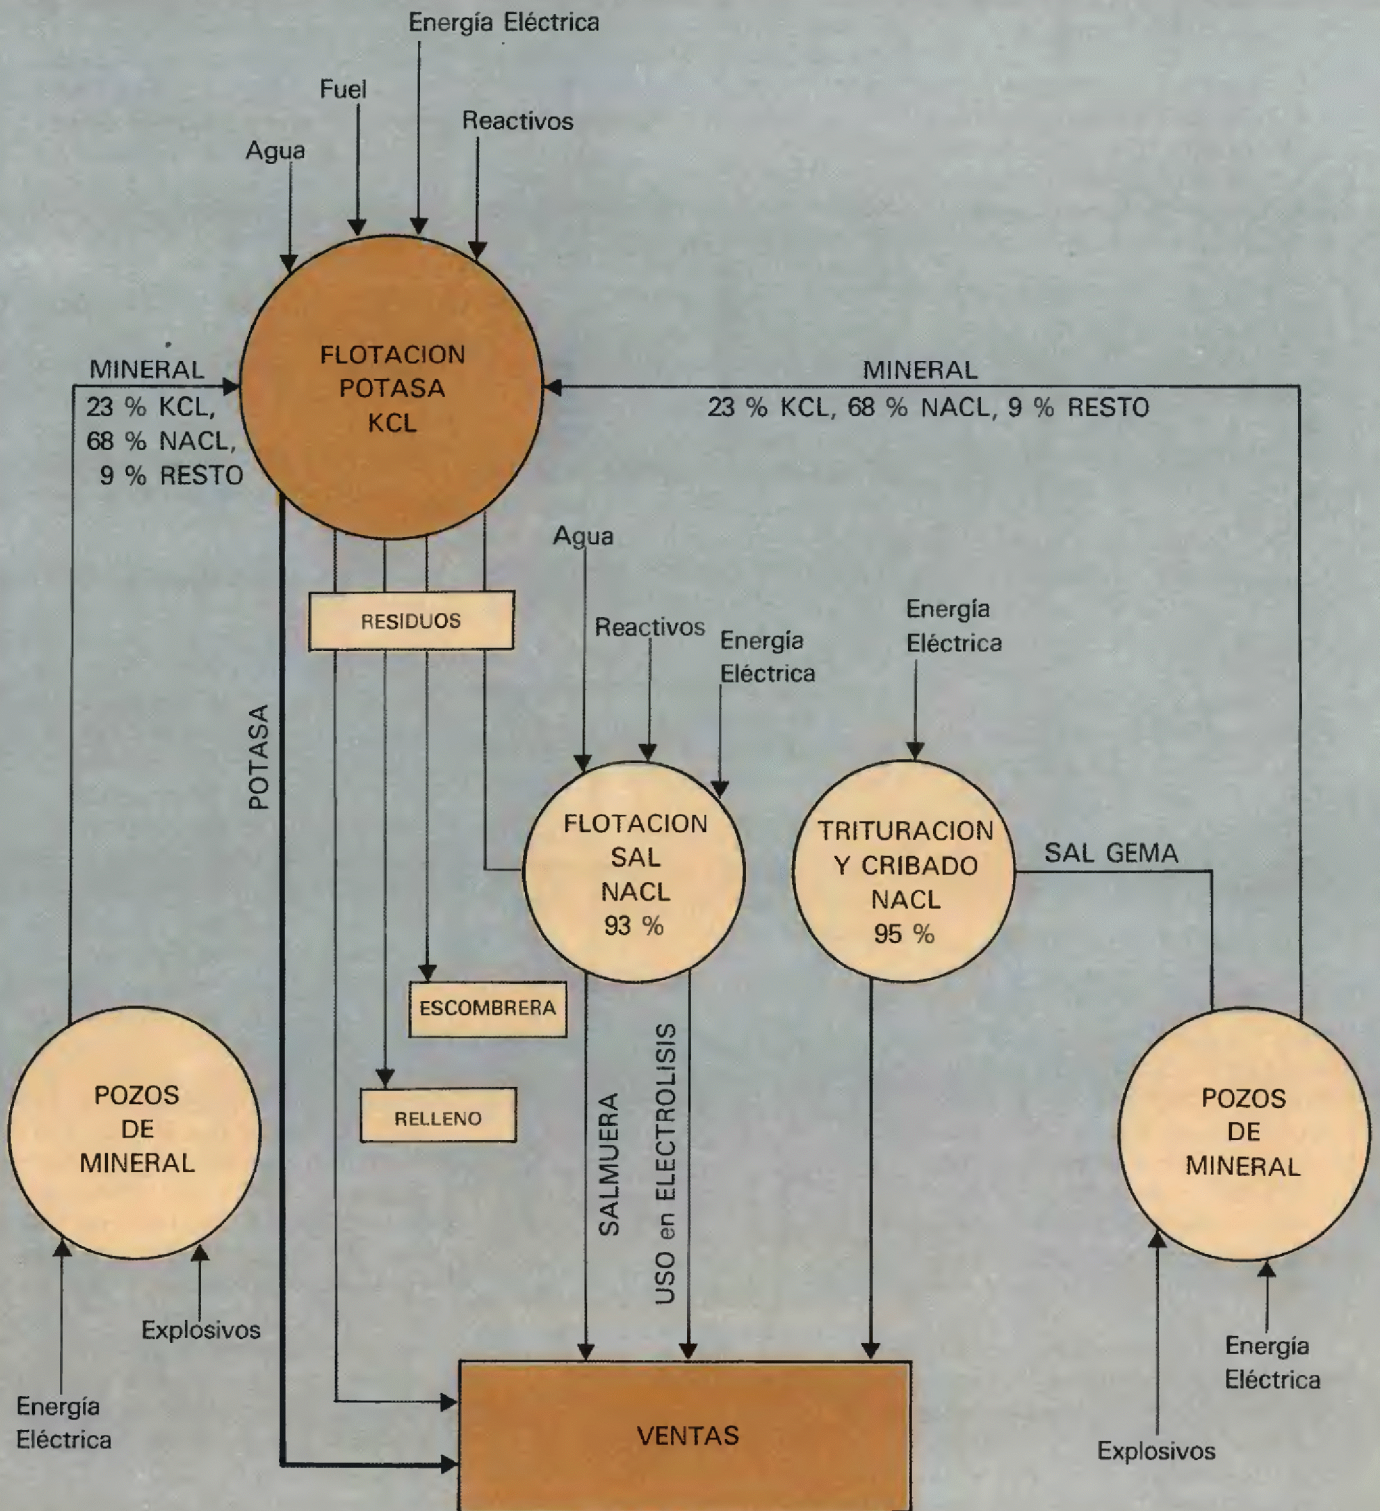 Energía Eléctrica
Fuel
Reactivos
Agua
FLOTACION
POTASA
KCL
MINERAL
23 % KCL,
68 % NACL,
9 % RESTO
MINERAL
23 % KCL, 68 % NACL, 9 % RESTO
Agua
Reactivos
Energía
Eléctrica
Energía
Eléctrica
RESIDUOS
POTASA
FLOTACION
SAL
NACL
93 %
TRITURACION
Y CRIBADO
NACL
95 %
SAL GEMA
ESCOMBRERA
RELLENO
SALMUERA
USO en ELECTROLISIS
POZOS
DE
MINERAL
POZOS
DE
MINERAL
Explosivos
Energía
Eléctrica
Energía
Eléctrica
Explosivos
VENTAS